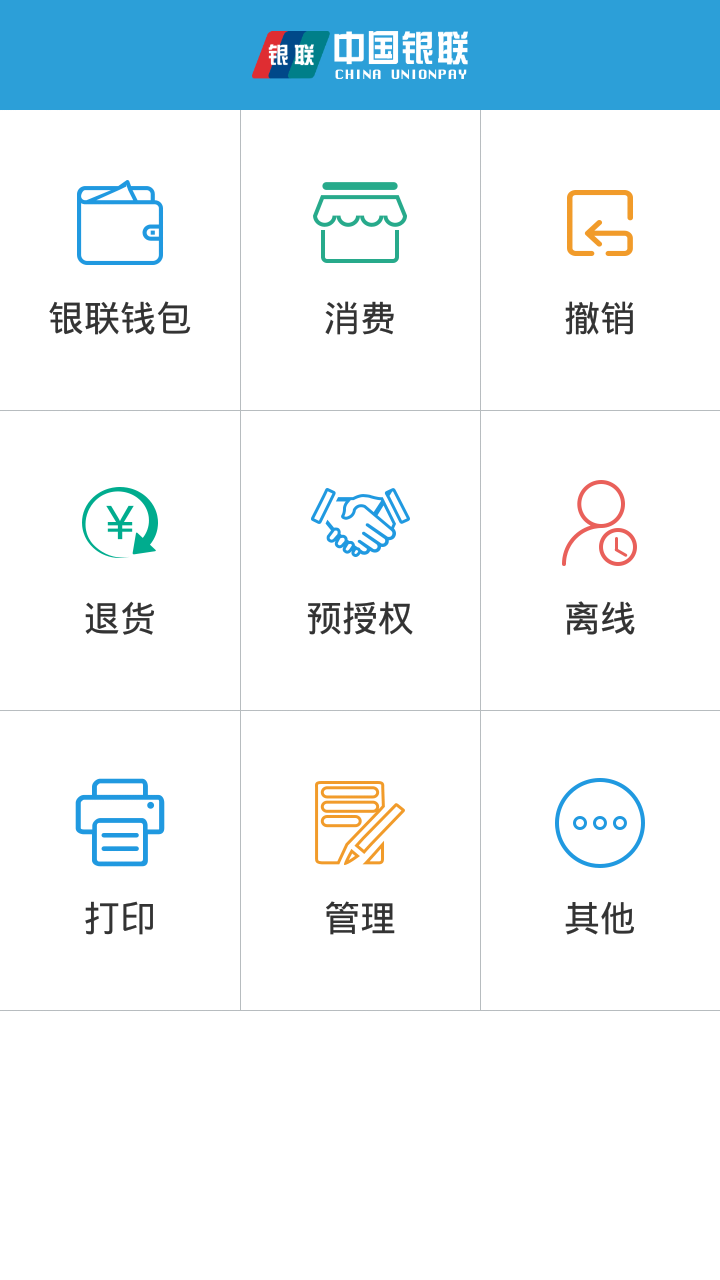 银联 中国银联
CHINA UNIONPAY
银联钱包
消费
撤销
¥
退货
预授权
离线
打印
管理
其他